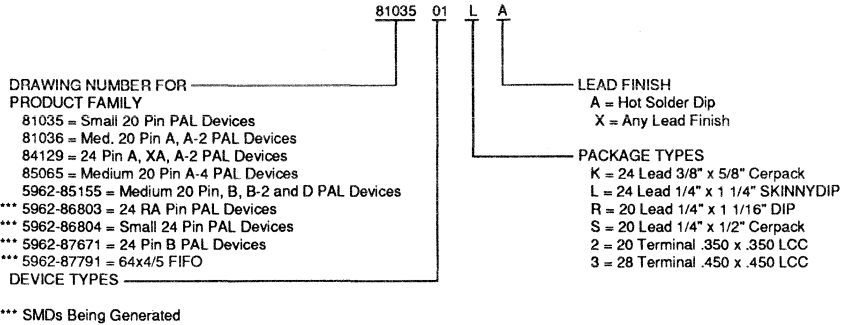 81035 01 L A
DRAWING NUMBER FOR
PRODUCT FAMILY
81035 = Small 20 Pin PAL Devices
81036 = Med. 20 Pin A, A-2 PAL Devices
84129 = 24 Pin A, XA, A-2 PAL Devices
85065 = Medium 20 Pin A-4 PAL Devices
5962-85155 = Medium 20 Pin, B, B-2 and D PAL Devices
*** 5962-86803 = 24 RA Pin PAL Devices
*** 5962-86804 = Small 24 Pin PAL Devices
*** 5962-87671 = 24 Pin B PAL Devices
*** 5962-87791 = 64x4/5 FIFO
DEVICE TYPES
LEAD FINISH
A = Hot Solder Dip
X = Any Lead Finish
PACKAGE TYPES
K = 24 Lead 3/8" x 5/8" Cerpack
L = 24 Lead 1/4" x 1 1/4" SKINNYDIP
R = 20 Lead 1/4" x 1 1/16" DIP
S = 20 Lead 1/4" x 1/2" Cerpack
2 = 20 Terminal .350 x .350 LCC
3 = 28 Terminal .450 x .450 LCC
*** SMDs Being Generated